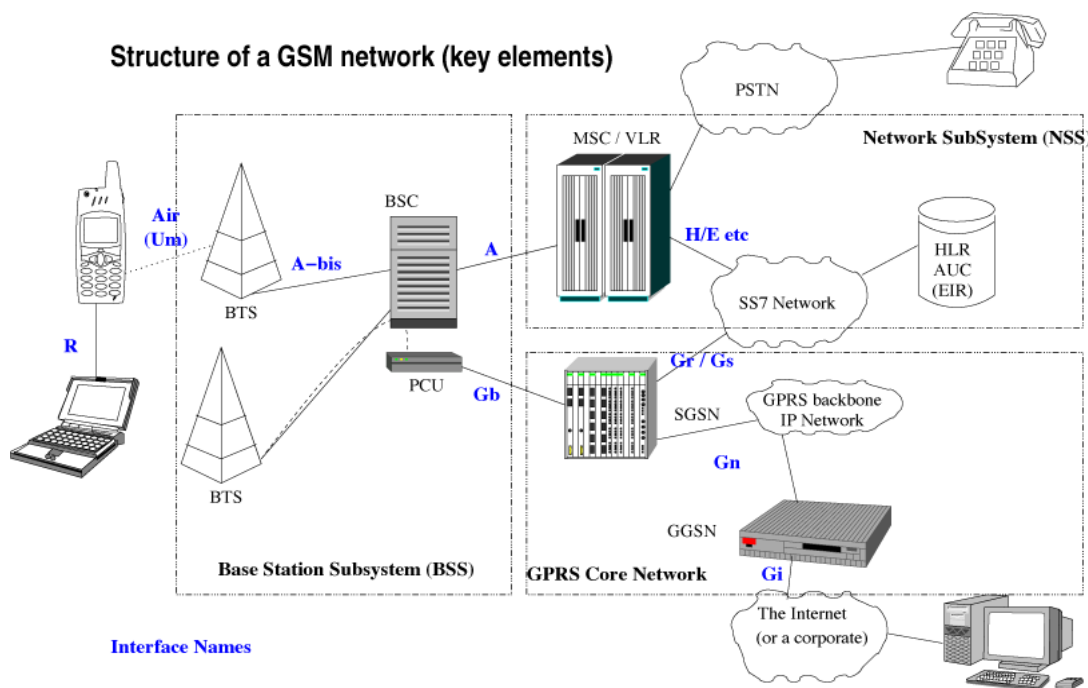 Structure of a GSM network (key elements)
PSTN
Network SubSystem (NSS)
MSC / VLR
BSC
Air
(Um)
A-bis
A
H/E etc
HLR
AUC
(EIR)
BTS
SS7 Network
R
PCU
Gb
Gr / Gs
SGSN
GPRS backbone
IP Network
Gn
BTS
GGSN
Base Station Subsystem (BSS)
GPRS Core Network
Gi
The Internet
(or a corporate)
Interface Names